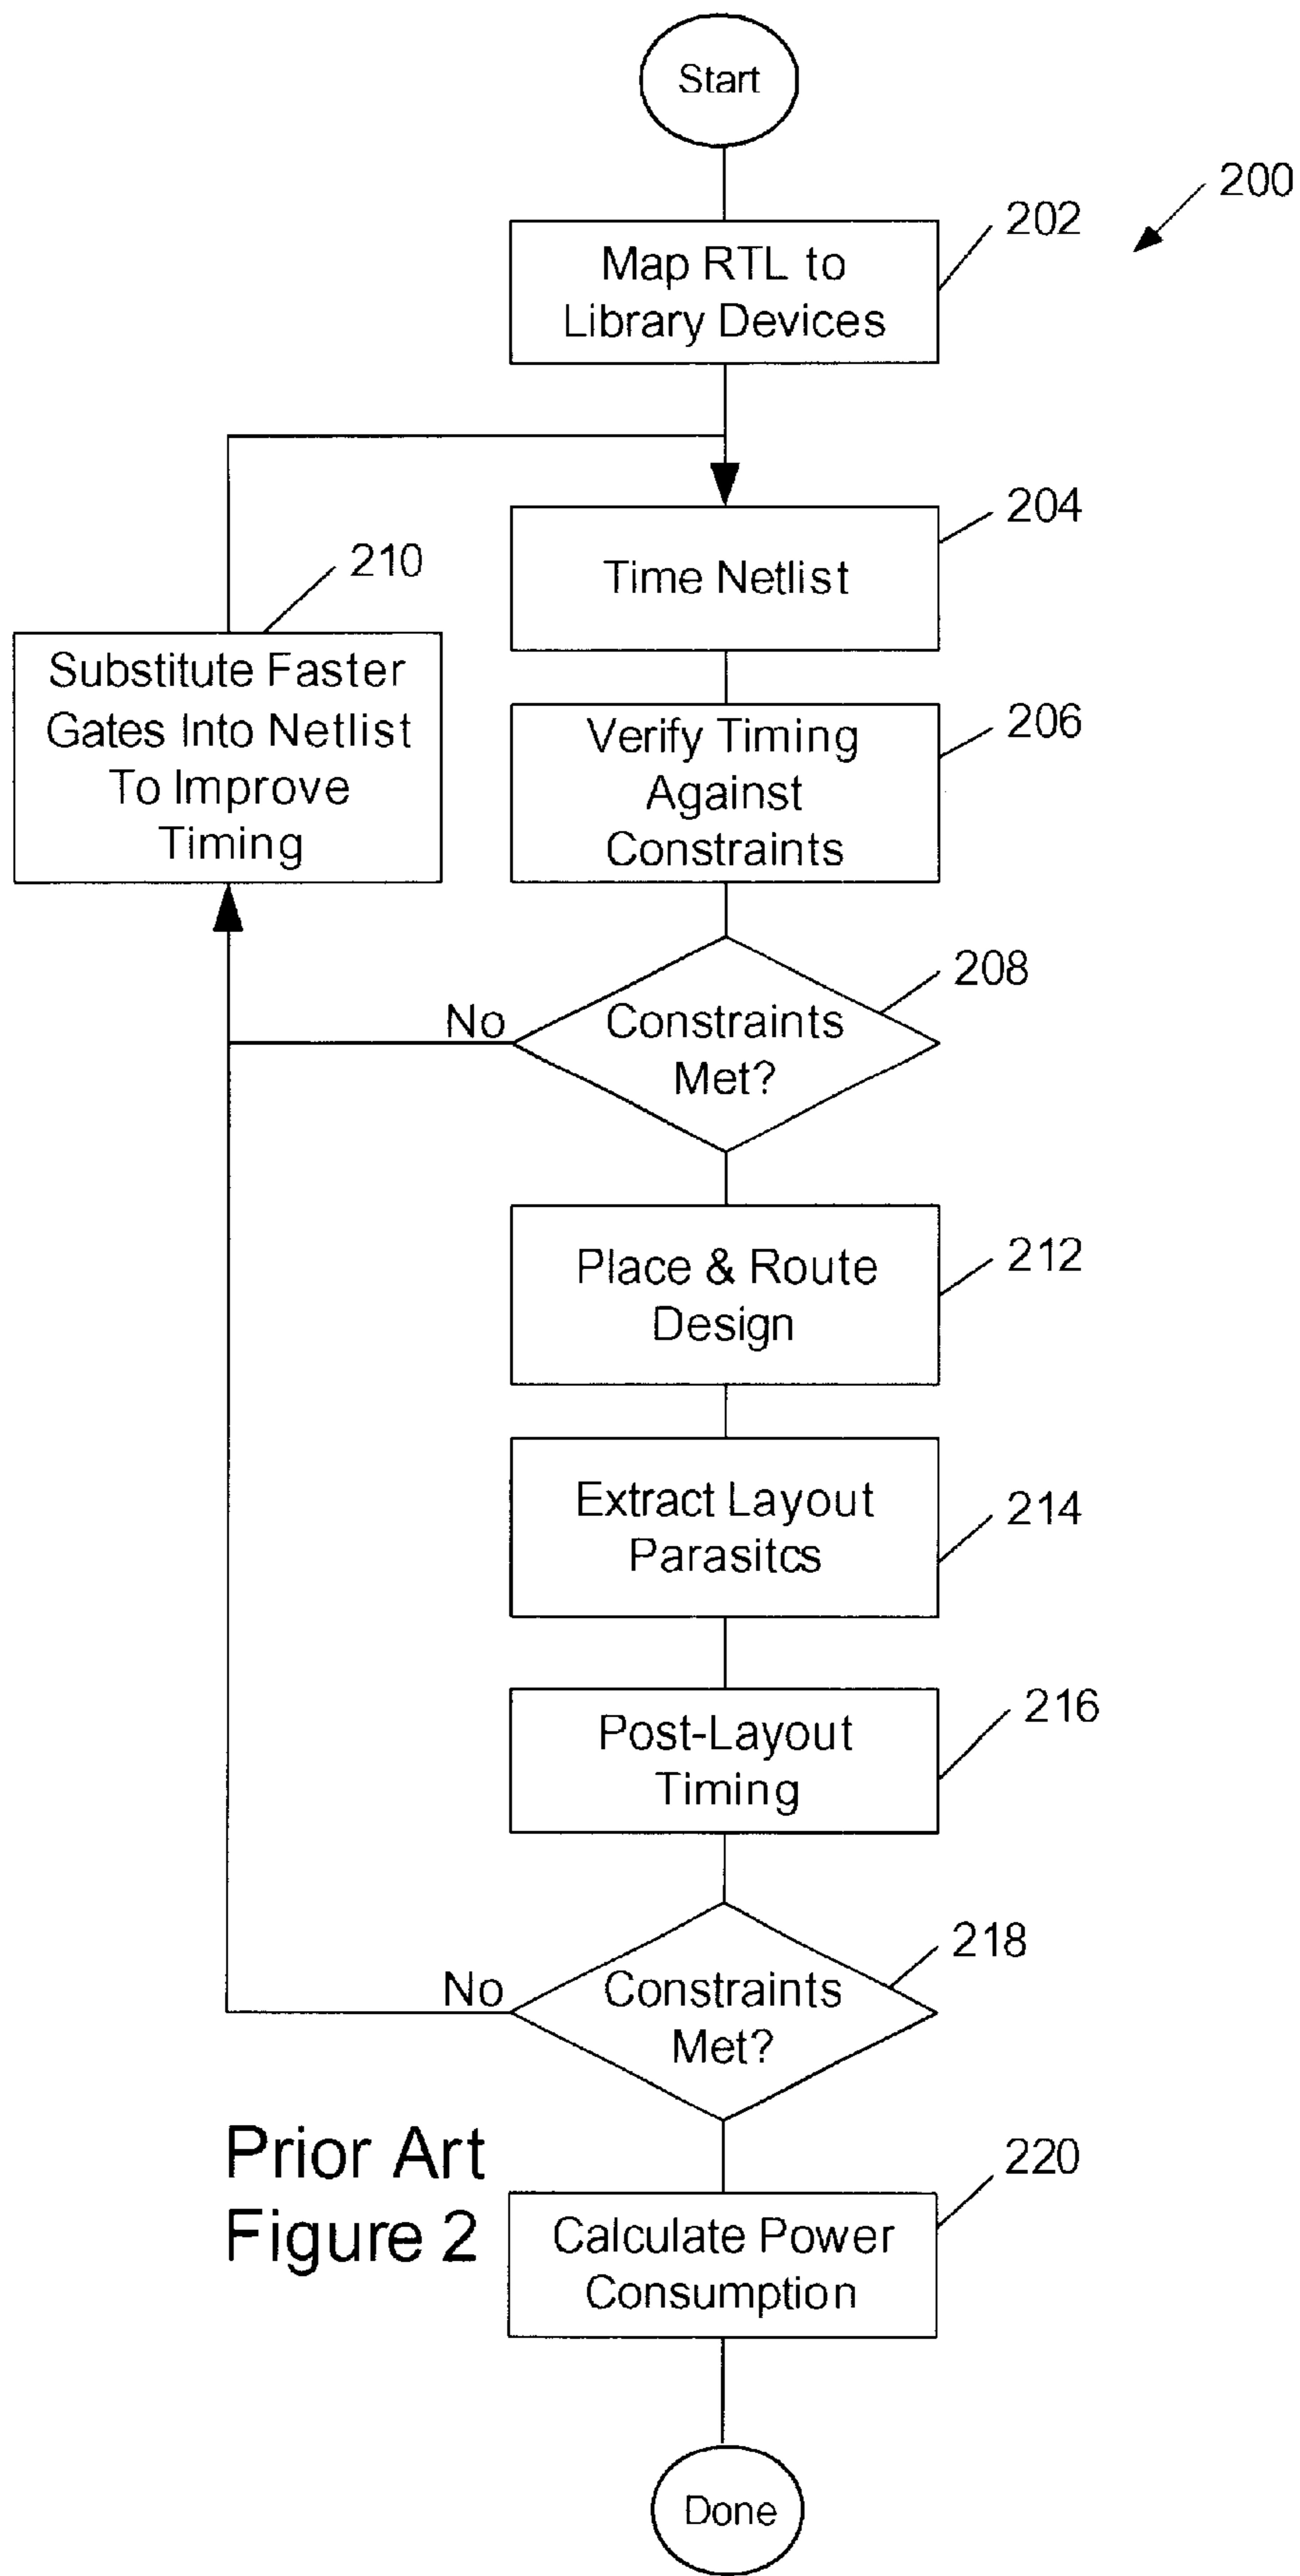 Start
200
202
Map RTL to
Library Devices
204
Time Netlist
210
Substitute Faster
Gates Into Netlist
To Improve
Timing
206
Verify Timing
Against
Constraints
208
No
Constraints
Met?
212
Place & Route
Design
214
Extract Layout
Parasitcs
216
Post-Layout
Timing
218
No
Constraints
Met?
Prior Art
Figure 2
220
Calculate Power
Consumption
Done